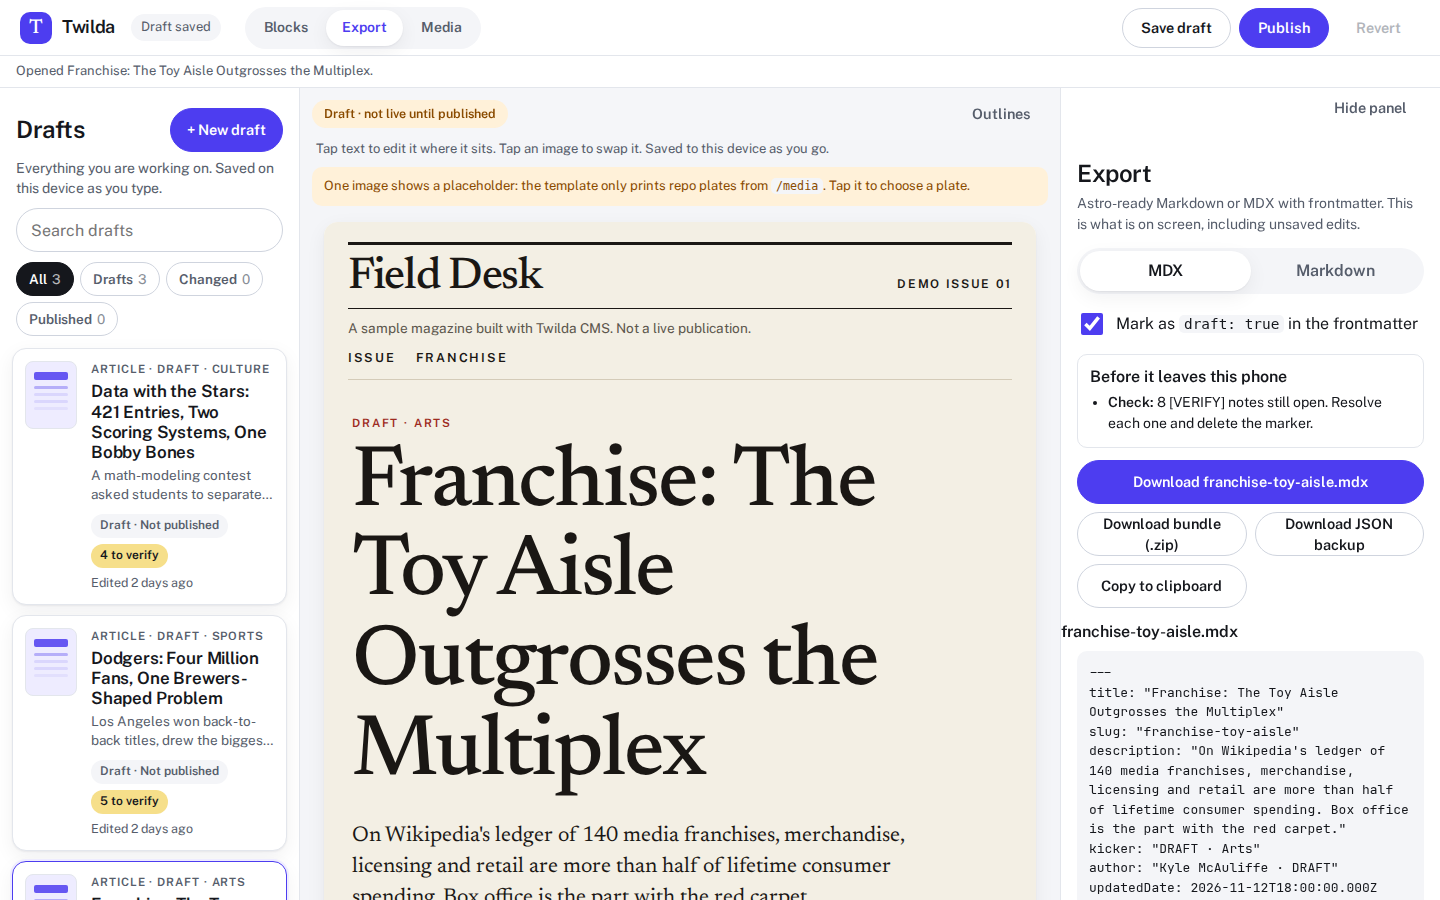 T Twilda Draft saved Blocks Export Media Save draft Publish Revert
Opened Franchise: The Toy Aisle Outgrosses the Multiplex.
Drafts
+ New draft
Everything you are working on. Saved on
this device as you type.
Search drafts
All 3 Drafts 3 Changed 0
Published 0
ARTICLE · DRAFT · CULTURE
Data with the Stars:
421 Entries, Two
Scoring Systems, One
Bobby Bones
A math-modeling contest
asked students to separate...
Draft · Not published
4 to verify
Edited 2 days ago
ARTICLE · DRAFT · SPORTS
Dodgers: Four Million
Fans, One Brewers-
Shaped Problem
Los Angeles won back-to-
back titles, drew the bigges...
Draft · Not published
5 to verify
Edited 2 days ago
ARTICLE · DRAFT · ARTS
Draft · not live until published
Outlines
Tap text to edit it where it sits. Tap an image to swap it. Saved to this device as you go.
One image shows a placeholder: the template only prints repo plates from /media. Tap it to choose a plate.
Field Desk
DEMO ISSUE 01
A sample magazine built with Twilda CMS. Not a live publication.
ISSUE FRANCHISE
DRAFT · ARTS
Franchise: The
Toy Aisle
Outgrosses the
Multiplex
On Wikipedia's ledger of 140 media franchises, merchandise,
licensing and retail are more than half of lifetime consumer
spending. Box office is the part with the red carpet.
Hide panel
Export
Astro-ready Markdown or MDX with frontmatter. This
is what is on screen, including unsaved edits.
MDX Markdown
Mark as draft: true in the frontmatter
Before it leaves this phone
• Check: 8 [VERIFY] notes still open. Resolve
each one and delete the marker.
Download franchise-toy-aisle.mdx
Download bundle
(.zip)
Download JSON
backup
Copy to clipboard
franchise-toy-aisle.mdx
---
title: "Franchise: The Toy Aisle
Outgrosses the Multiplex"
slug: "franchise-toy-aisle"
description: "On Wikipedia's ledger of
140 media franchises, merchandise,
licensing and retail are more than half
of lifetime consumer spending. Box office
is the part with the red carpet."
kicker: "DRAFT · Arts"
author: "Kyle McAuliffe · DRAFT"
updatedDate: 2026-11-12T18:00:00.000Z